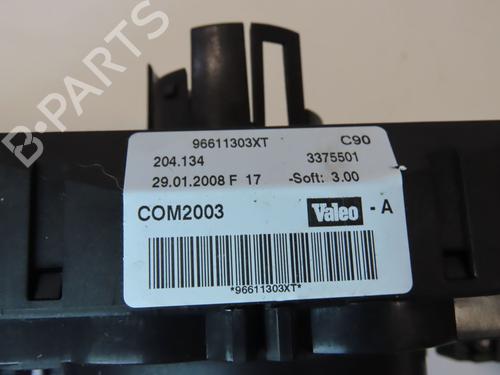 B-PARTS
96611303XT C90
204.134 3375501
29.01.2008 F 17 -Soft: 3.00
COM2003 Valeo - A
*96611303XT*